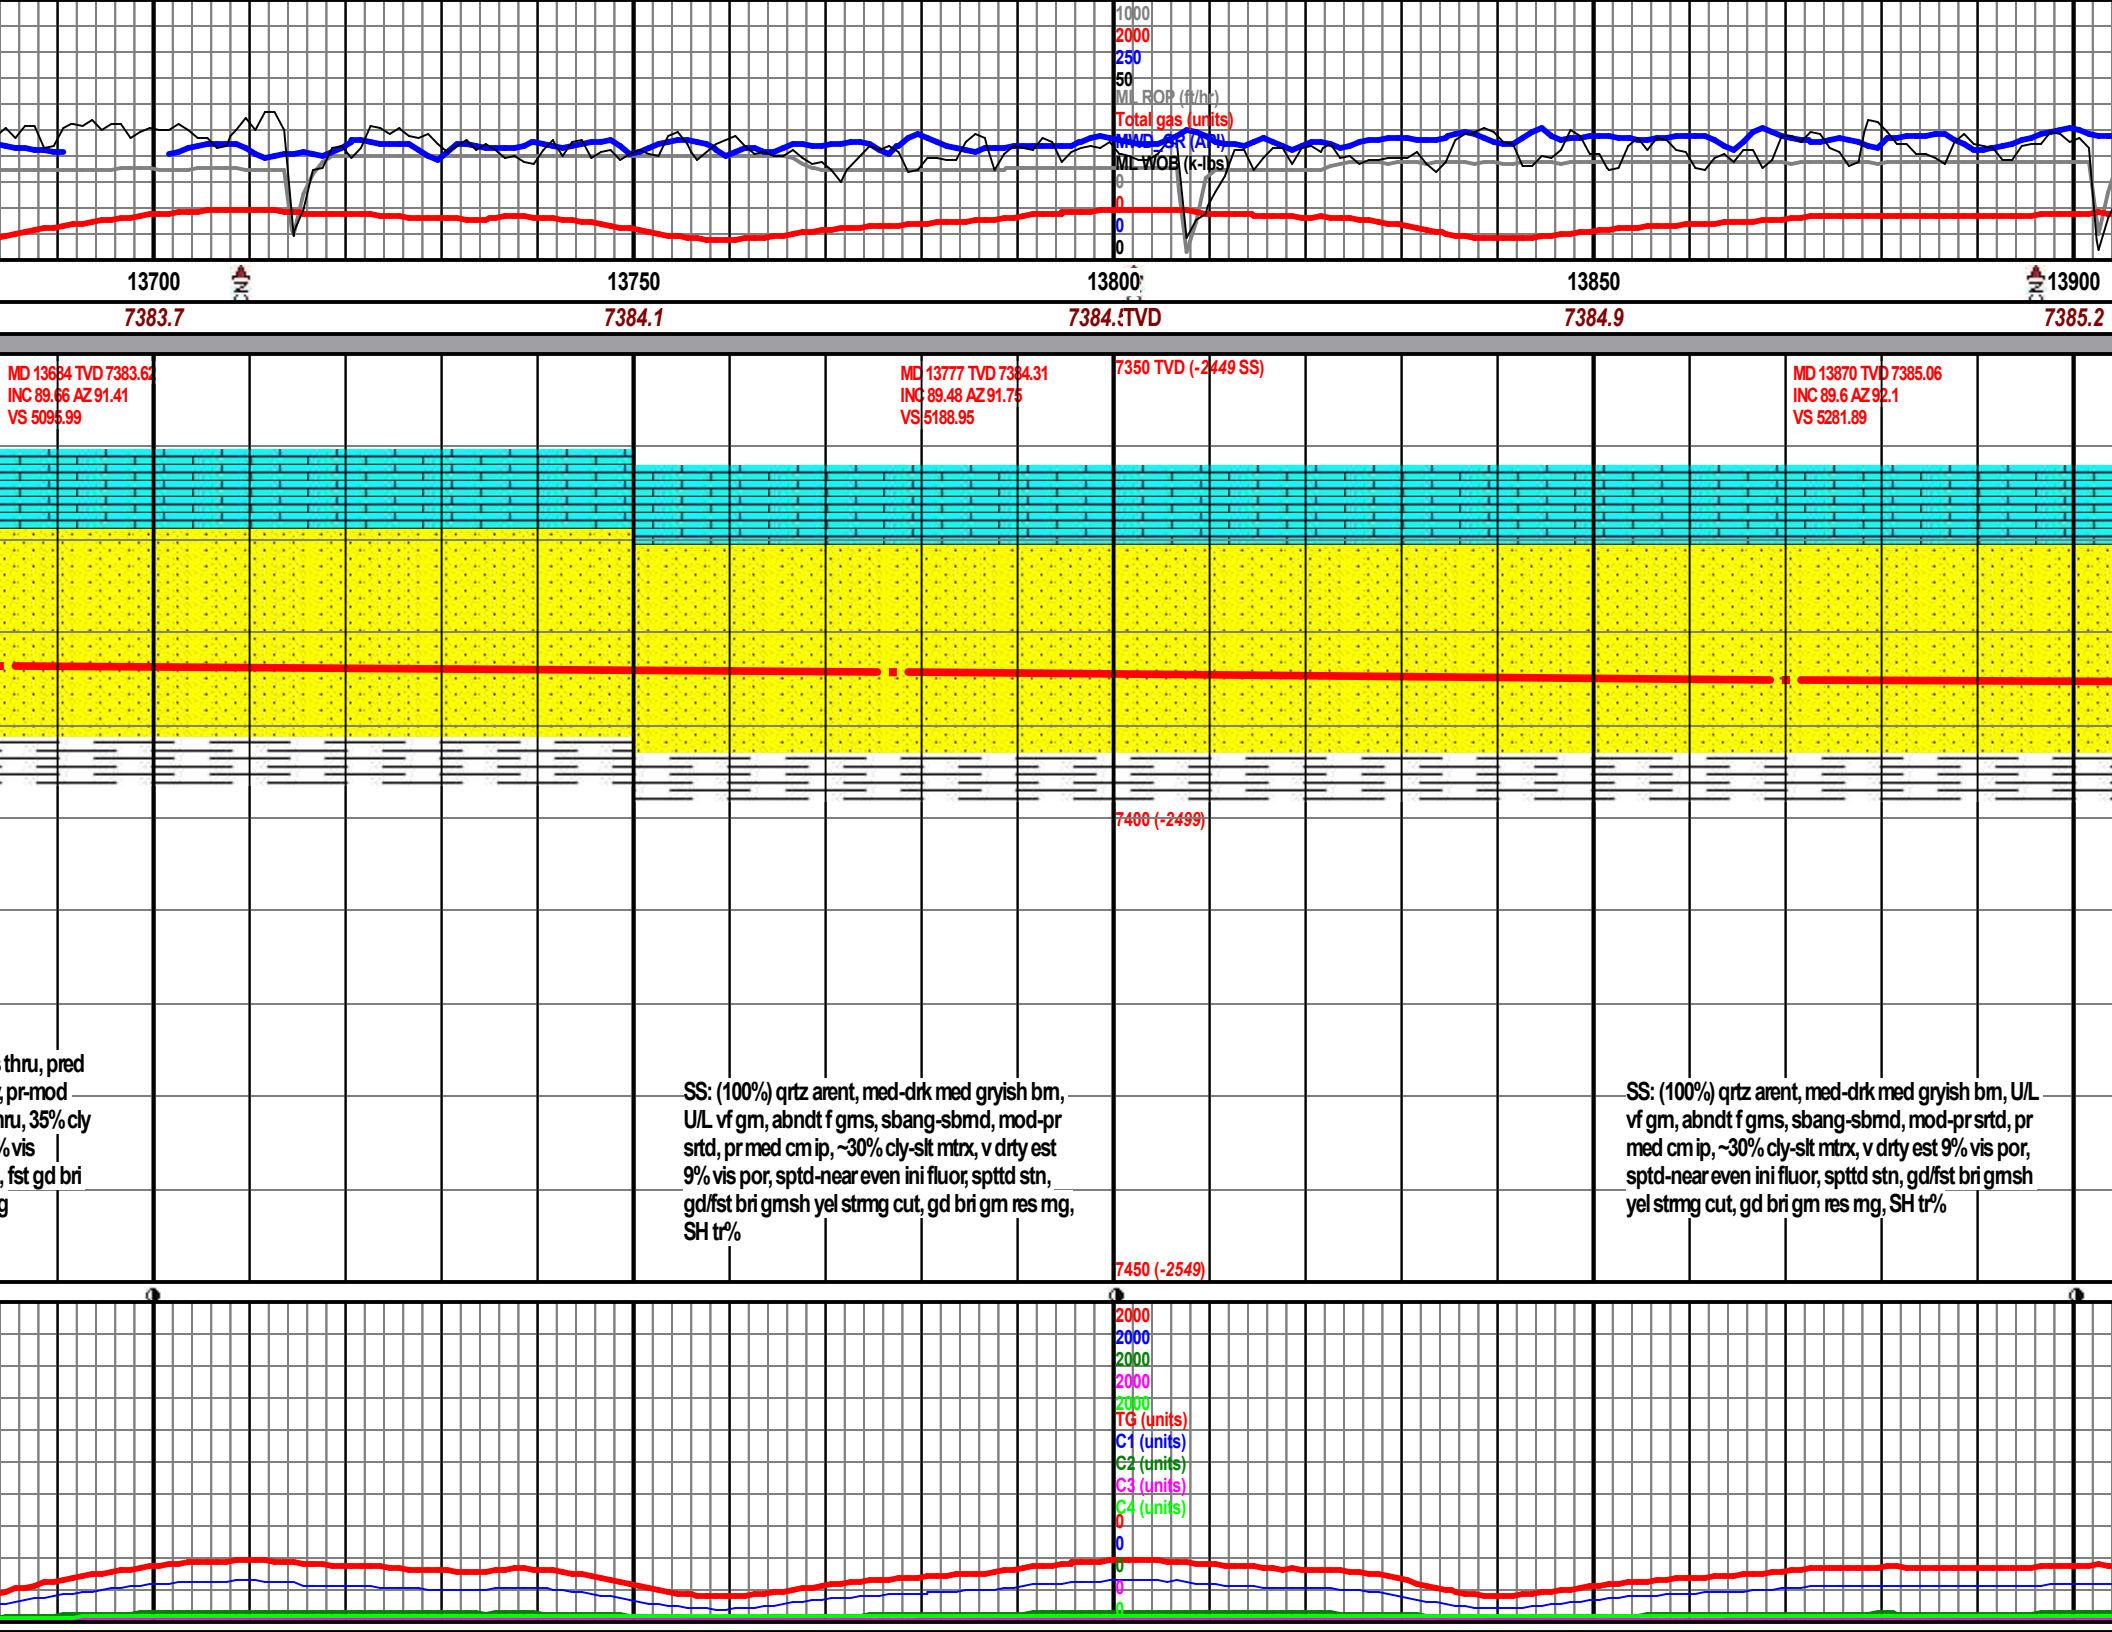 1000
2000
250
50
ML ROP (ft/hr)
Total gas (units)
MWD_GR (API)
ML WOB (k-lbs)
0
0
0
0
13700
13750
13800
13850
13900
7383.7
7384.1
7384.5
TVD
7384.9
7385.2
MD 13684 TVD 7383.62
INC 89.66 AZ 91.41
VS 5095.99
MD 13777 TVD 7384.31
INC 89.48 AZ 91.75
VS 5188.95
7350 TVD (-2449 SS)
MD 13870 TVD 7385.06
INC 89.6 AZ 92.1
VS 5281.89
7400 (-2499)
thru, pred
pr-mod
35% cly
% vis
, fst gd bri
SS: (100%) qrtz arent, med-drk med gryish brn,
U/L vf grn, abndt f grns, sbang-sbrnd, mod-pr
srtd, pr med cm ip, ~30% cly-slt mtrx, v drty est
9% vis por, sptd-near even ini fluor, spttd stn,
gd/fst bri grnsh yel strmg cut, gd bri grn res rng,
SH tr%
SS: (100%) qrtz arent, med-drk med gryish brn, U/L
vf grn, abndt f grns, sbang-sbrnd, mod-pr srtd, pr
med cm ip, ~30% cly-slt mtrx, v drty est 9% vis por,
sptd-near even ini fluor, spttd stn, gd/fst bri grnsh
yel strmg cut, gd bri grn res rng, SH tr%
7450 (-2549)
2000
2000
2000
2000
2000
TG (units)
C1 (units)
C2 (units)
C3 (units)
C4 (units)
0
0
0
0
0